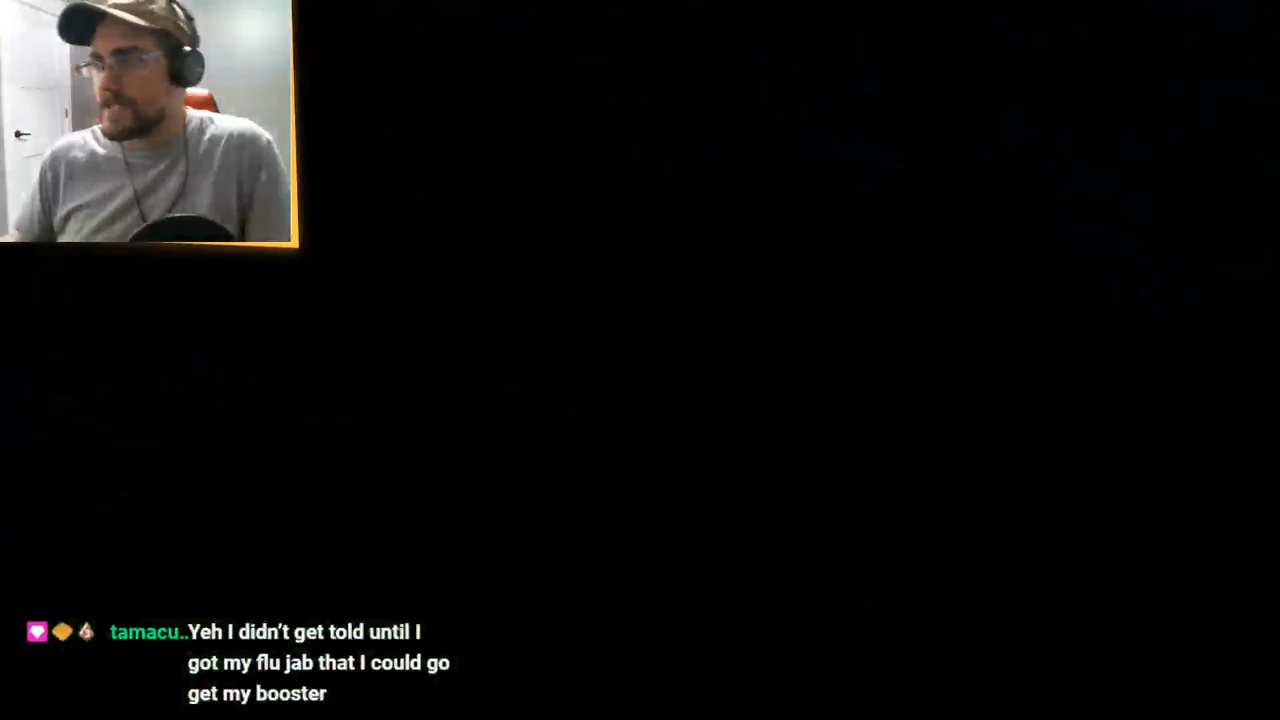 tamacu..Yeh I didn't get told until I
got my flu jab that I could go
get my booster